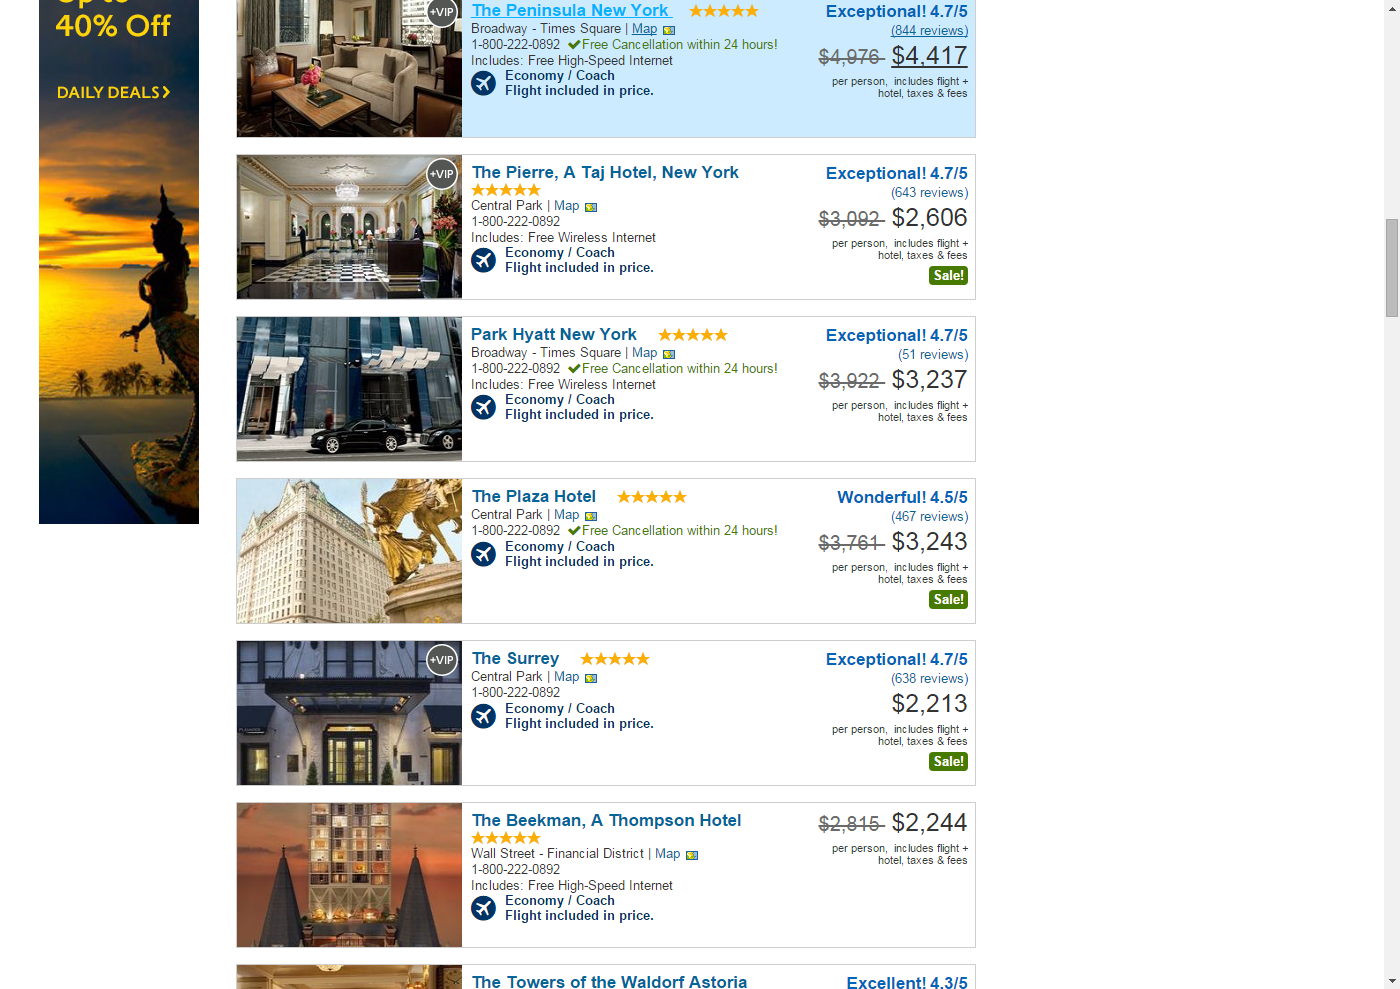 40% Off
DAILY DEALS
+VIP
The Peninsula New York
Broadway - Times Square | Map
1-800-222-0892 Free Cancellation within 24 hours!
Includes: Free High-Speed Internet
Economy / Coach
Flight included in price.
Exceptional! 4.7/5
(844 reviews)
$4,976 $4,417
per person, includes flight +
hotel, taxes & fees
+VIP
The Pierre, A Taj Hotel, New York
Central Park | Map
1-800-222-0892
Includes: Free Wireless Internet
Economy / Coach
Flight included in price.
Exceptional! 4.7/5
(643 reviews)
$3,092 $2,606
per person, includes flight +
hotel, taxes & fees
Sale!
Park Hyatt New York
Broadway - Times Square | Map
1-800-222-0892 Free Cancellation within 24 hours!
Includes: Free Wireless Internet
Economy / Coach
Flight included in price.
Exceptional! 4.7/5
(51 reviews)
$3,922 $3,237
per person, includes flight +
hotel, taxes & fees
The Plaza Hotel
Central Park | Map
1-800-222-0892 Free Cancellation within 24 hours!
Economy / Coach
Flight included in price.
Wonderful! 4.5/5
(467 reviews)
$3,761 $3,243
per person, includes flight +
hotel, taxes & fees
Sale!
+VIP
The Surrey
Central Park | Map
1-800-222-0892
Economy / Coach
Flight included in price.
Exceptional! 4.7/5
(638 reviews)
$2,213
per person, includes flight +
hotel, taxes & fees
Sale!
The Beekman, A Thompson Hotel
Wall Street - Financial District | Map
1-800-222-0892
Includes: Free High-Speed Internet
Economy / Coach
Flight included in price.
$2,815 $2,244
per person, includes flight +
hotel, taxes & fees
The Towers of the Waldorf Astoria
Excellent! 4.3/5